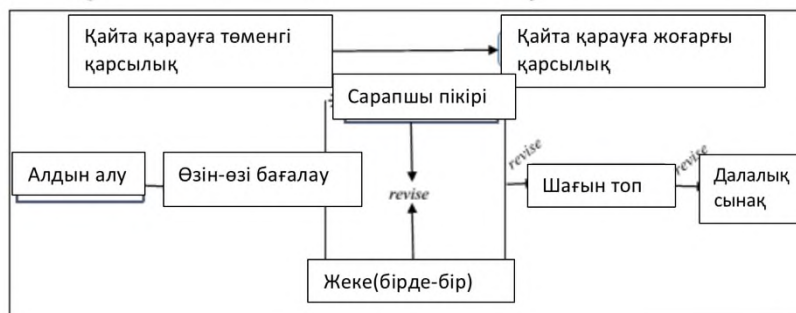 Қайта қарауға төменгі
қарсылық
Қайта қарауға жоғарғы
қарсылық
Сарапшы пікірі
Алдын алу
Өзін-өзі бағалау
revise
revise
Шағын топ
revise
Далалық
сынақ
Жеке(бірде-бір)